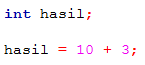 int hasil;
hasil = 10 + 3;